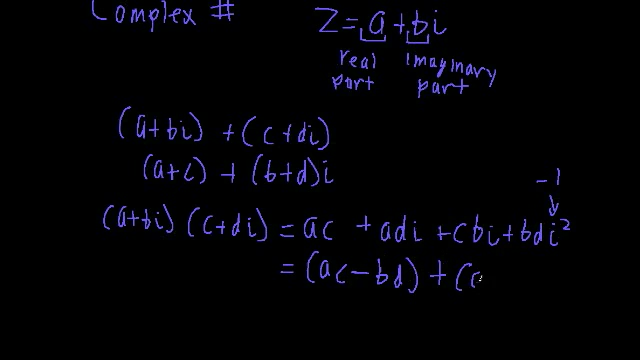 Complex #
Z = a + bi
real part
imaginary part
(a+bi) + (c+di)
(a+c) + (b+d)i
-1
(a+bi) (c+di) = ac + adi + cbi + bdi²
= (ac - bd) + (c